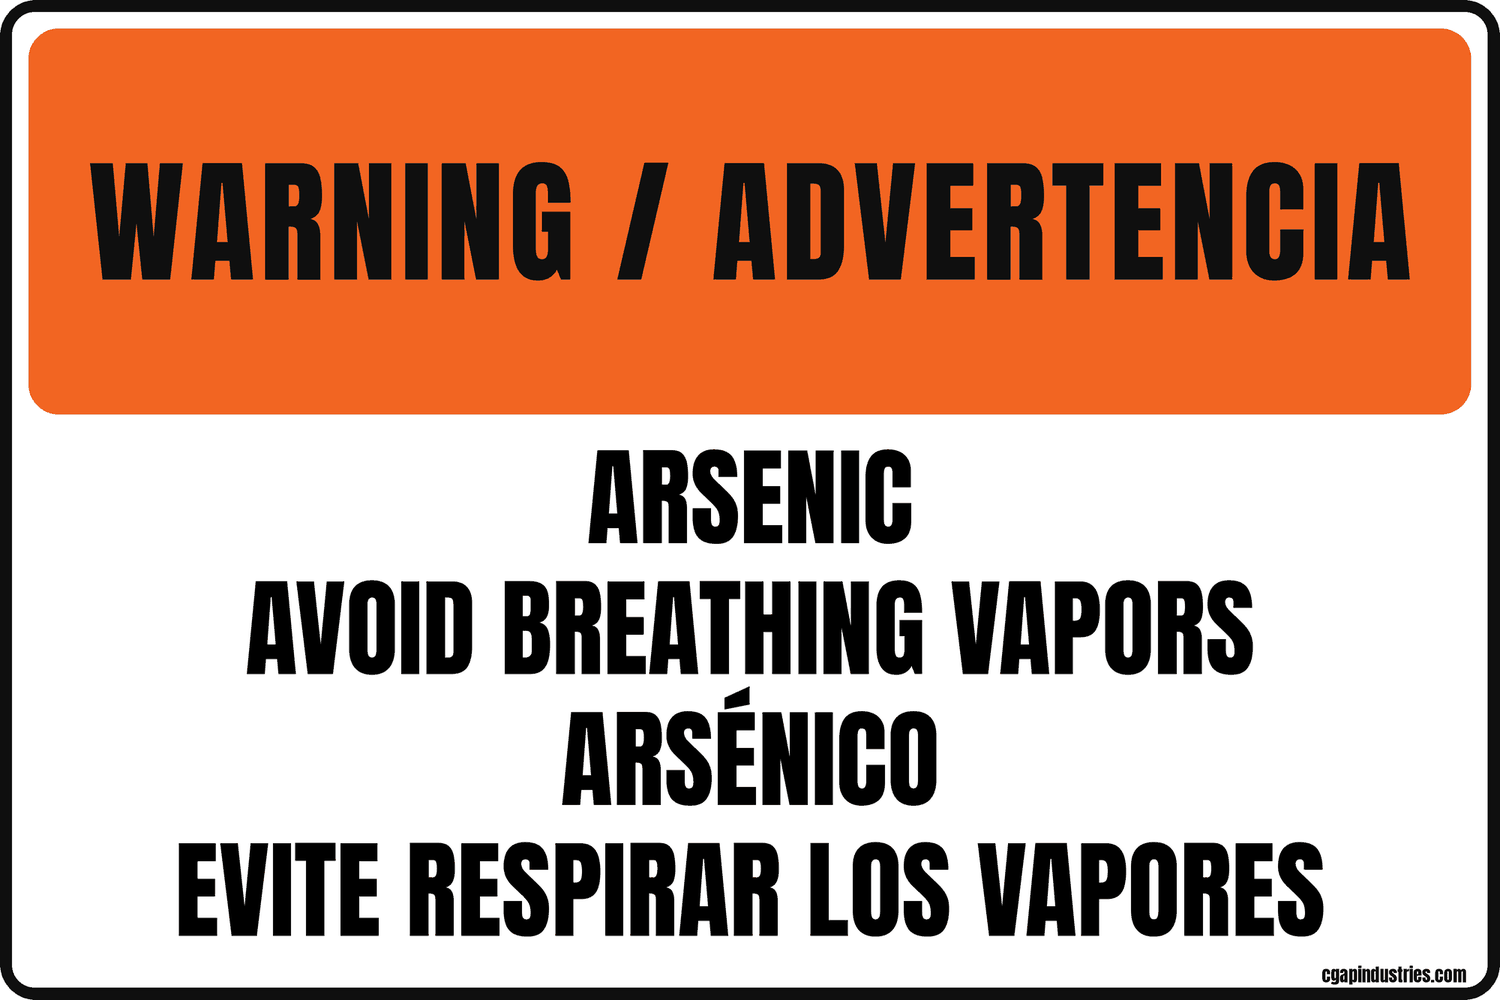 WARNING / ADVERTENCIA
ARSENIC
AVOID BREATHING VAPORS
ARSÉNICO
EVITE RESPIRAR LOS VAPORES
cgapindustries.com